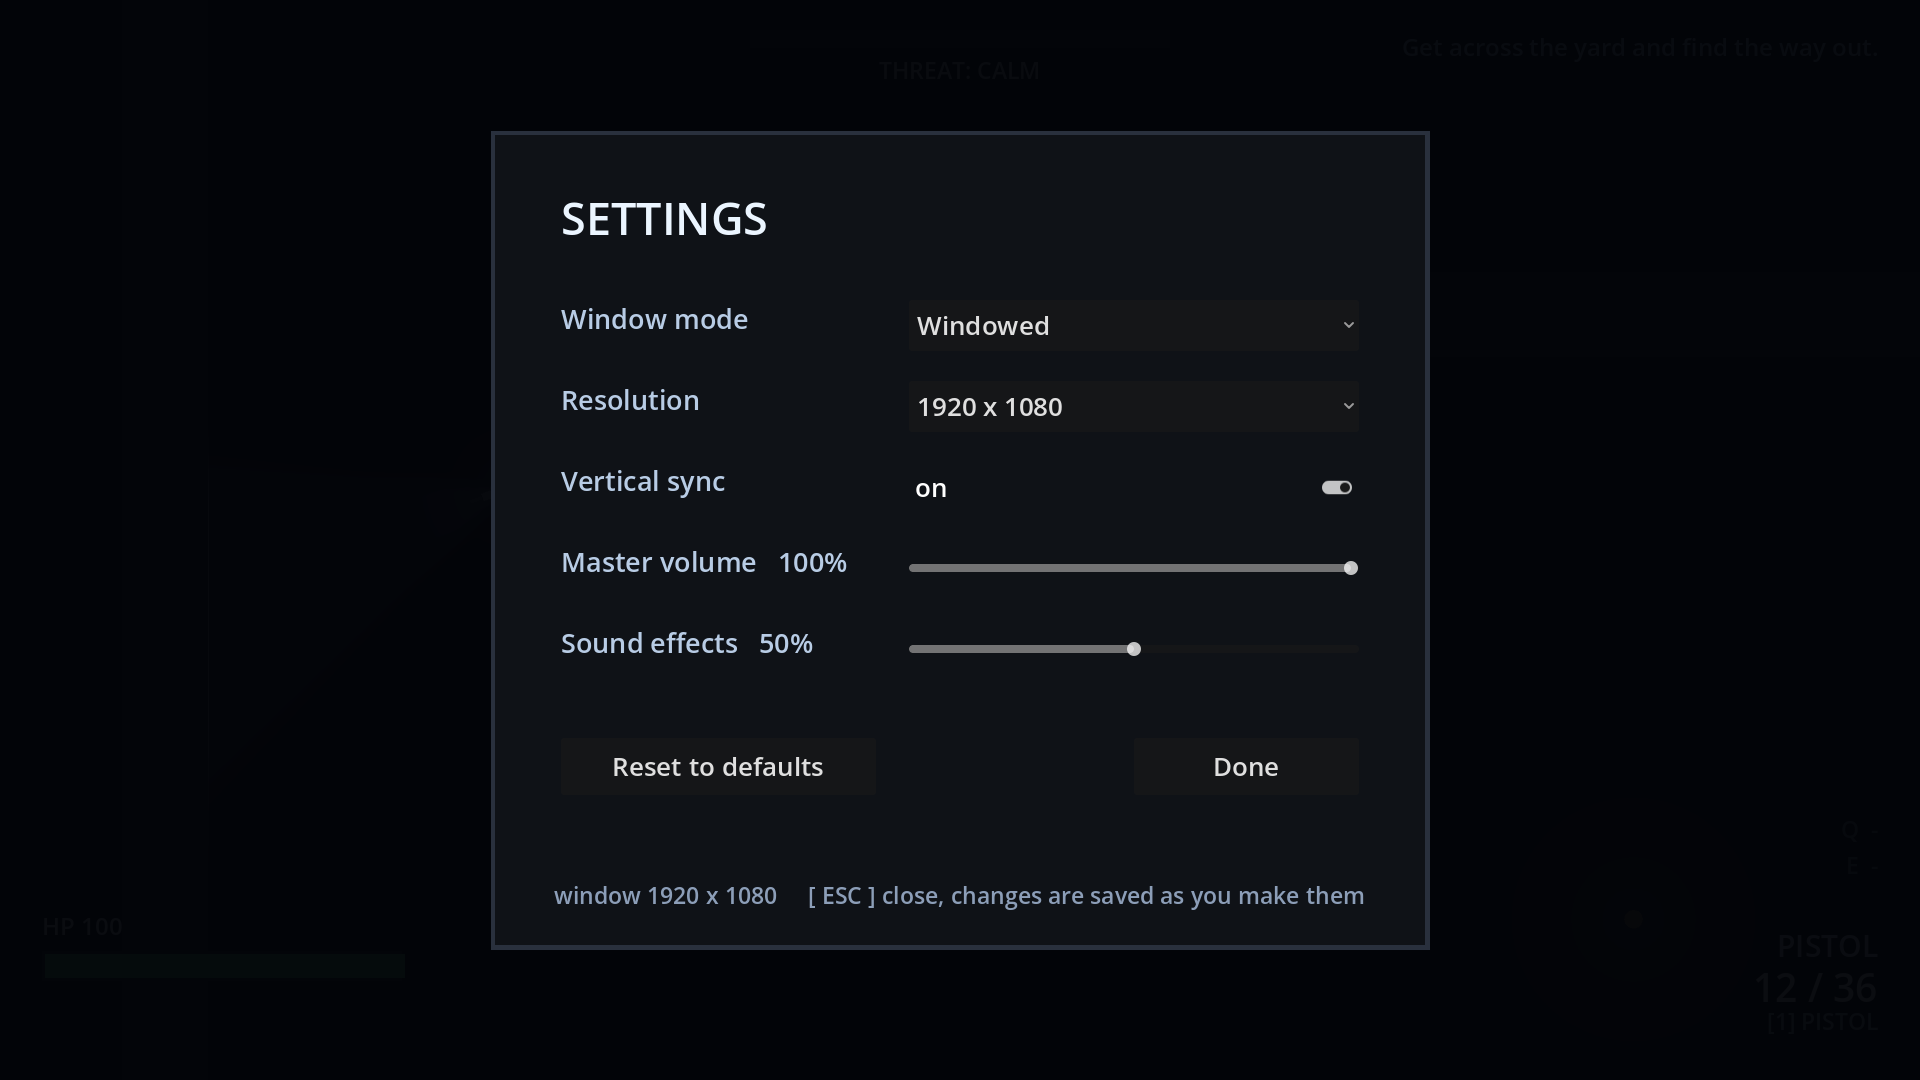 Get across the yard and find the way out.
THREAT: CALM
SETTINGS
Window mode Windowed
Resolution 1920 x 1080
Vertical sync on
Master volume 100%
Sound effects 50%
Reset to defaults Done
window 1920 x 1080 [ ESC ] close, changes are saved as you make them
Q -
E -
HP 100
PISTOL
12 / 36
[1] PISTOL